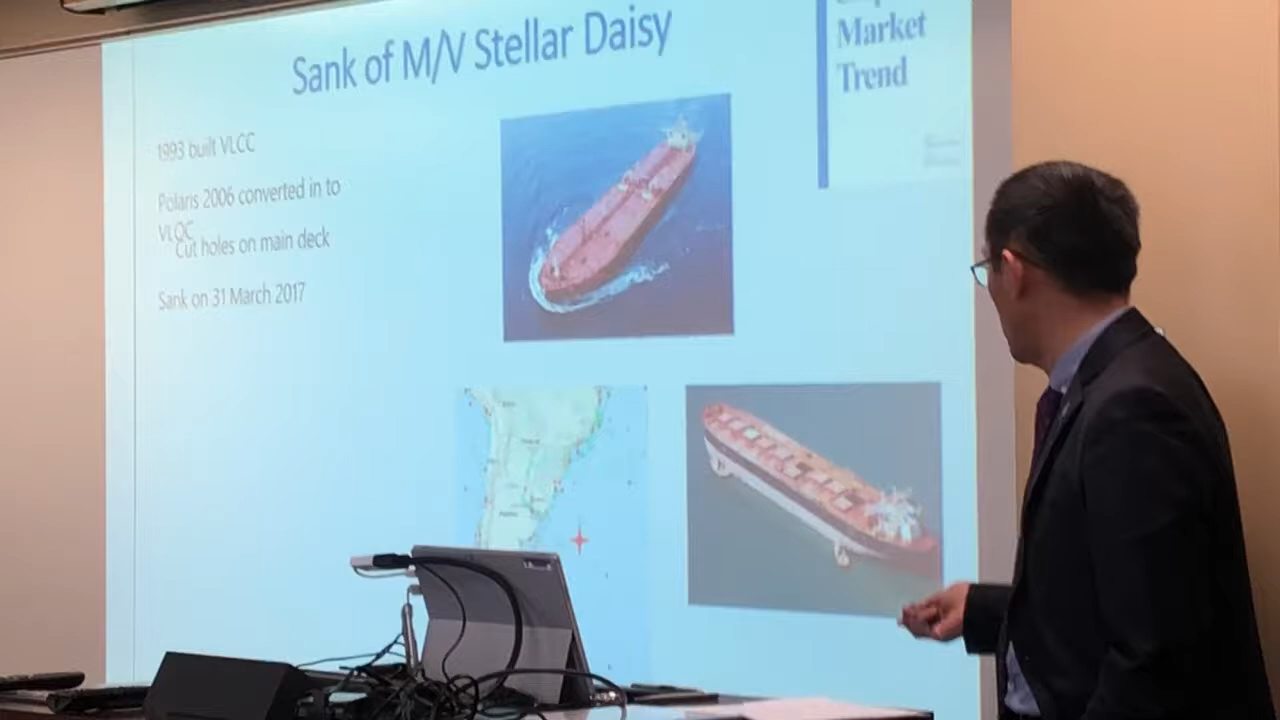 Sank of M/V Stellar Daisy
Market
Trend
1993 built VLCC
Polaris 2006 converted in to
VLOC
Cut holes on main deck
Sank on 31 March 2017